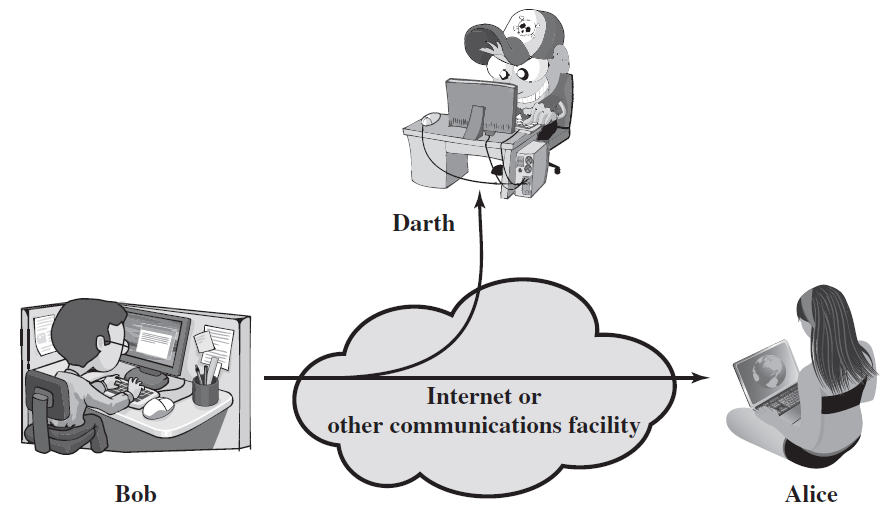 Darth
Internet or
other communications facility
Bob
Alice